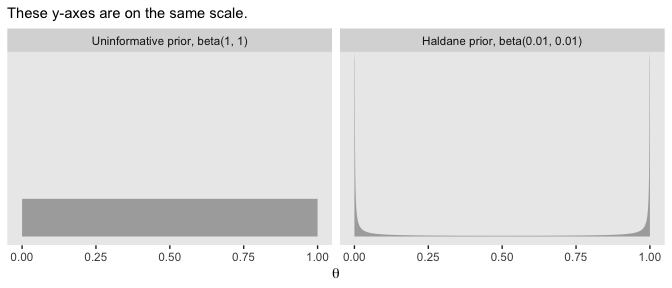 These y-axes are on the same scale.
Uninformative prior, beta(1, 1)
Haldane prior, beta(0.01, 0.01)
0.00 0.25 0.50 0.75 1.00
0.00 0.25 0.50 0.75 1.00
θ